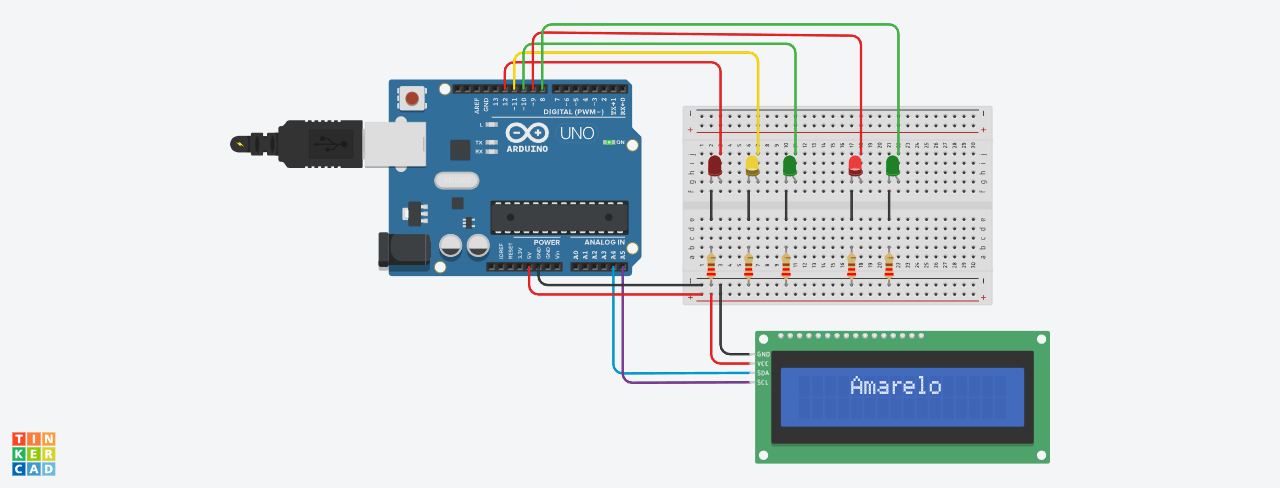 AREF
GND
13
12
~11
~10
~9
8
7
~6
~5
4
~3
2
TX→1
RX←0
DIGITAL (PWM~)
L
TX
RX
UNO
ARDUINO
ON
POWER
ANALOG IN
IOREF
RESET
3.3V
5V
GND
GND
Vin
A0
A1
A2
A3
A4
A5
GND
VCC
SDA
SCL
Amarelo
TIN
KER
CAD